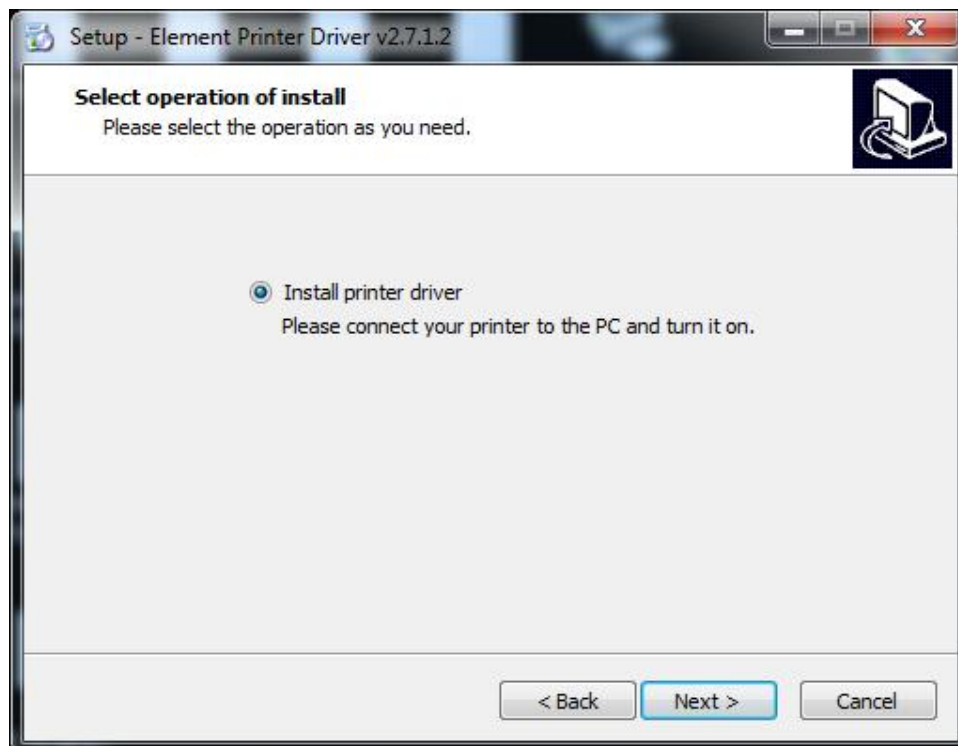 Setup - Element Printer Driver v2.7.1.2
Select operation of install
Please select the operation as you need.
Install printer driver
Please connect your printer to the PC and turn it on.
< Back Next > Cancel